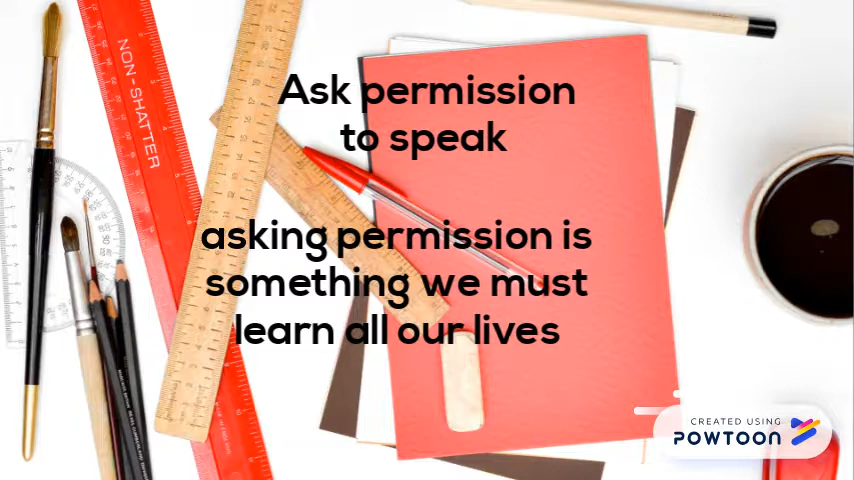 Ask permission
to speak
asking permission is
something we must
learn all our lives
NON-SHATTER
CREATED USING
POWTOON